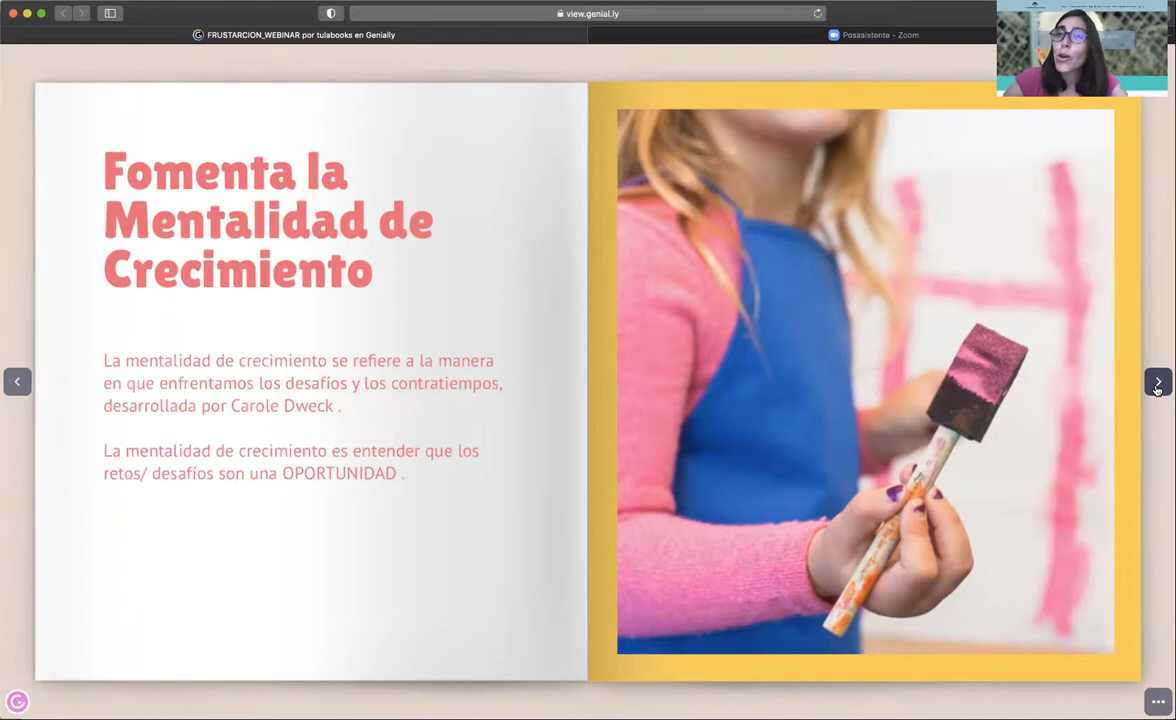 view.genial.ly
FRUSTARCION_WEBINAR por tulabooks en Genially
Posasistente - Zoom
Fomenta la
Mentalidad de
Crecimiento
La mentalidad de crecimiento se refiere a la manera
en que enfrentamos los desafíos y los contratiempos,
desarrollada por Carole Dweck .
La mentalidad de crecimiento es entender que los
retos/ desafíos son una OPORTUNIDAD .